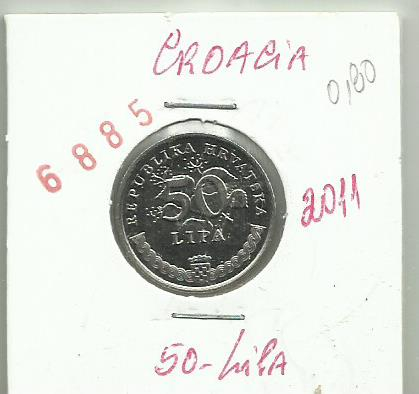 CROACIA
0,80
6885
REPUBLIKA HRVATSKA
50
LIPA
2011
50-LIPA